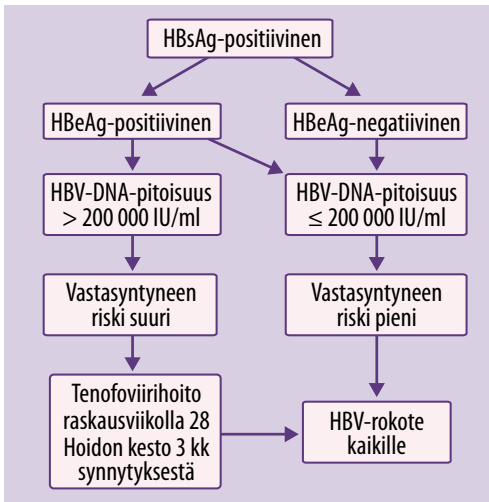 HBsAg-positiivinen
HBeAg-positiivinen
HBeAg-negatiivinen
HBV-DNA-pitoisuus
> 200 000 IU/ml
HBV-DNA-pitoisuus
≤ 200 000 IU/ml
Vastasyntyneen
riski suuri
Vastasyntyneen
riski pieni
Tenofoviirihoito
raskausviikolla 28
Hoidon kesto 3 kk
synnytyksestä
HBV-rokote
kaikille